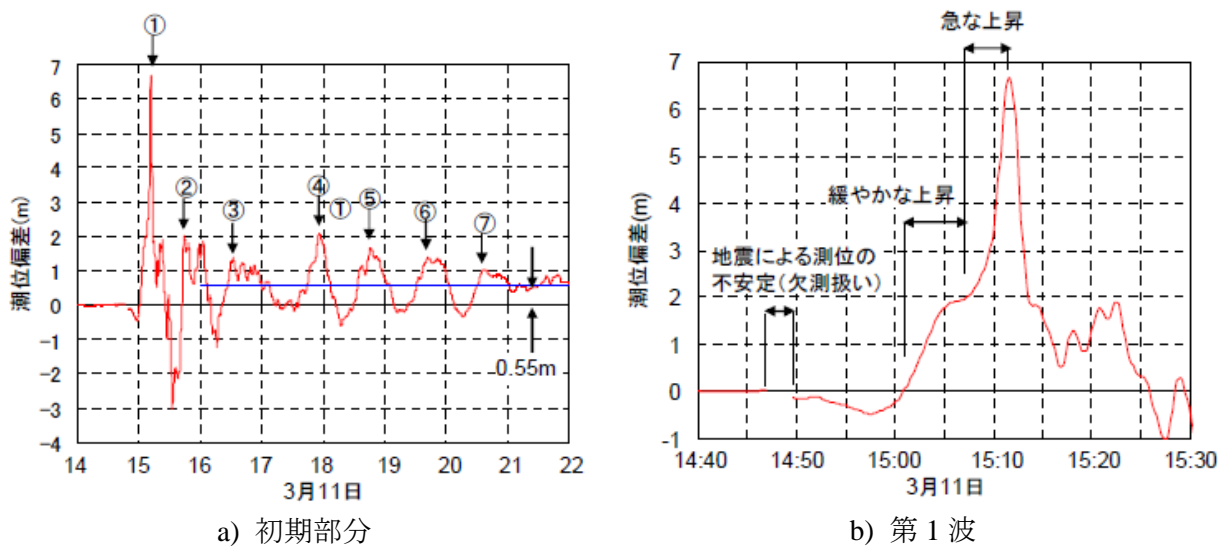 ①
7
6
5
4
3
2
1
0
−1
−2
−3
−4
潮位偏差(m)
②
③
④
①
⑤
⑥
⑦
0.55m
14 15 16 17 18 19 20 21 22
3月11日
a) 初期部分
急な上昇
7
6
5
4
3
2
1
0
-1
潮位偏差(m)
緩やかな上昇
地震による測位の
不安定(欠測扱い)
14:40 14:50 15:00 15:10 15:20 15:30
3月11日
b) 第1波